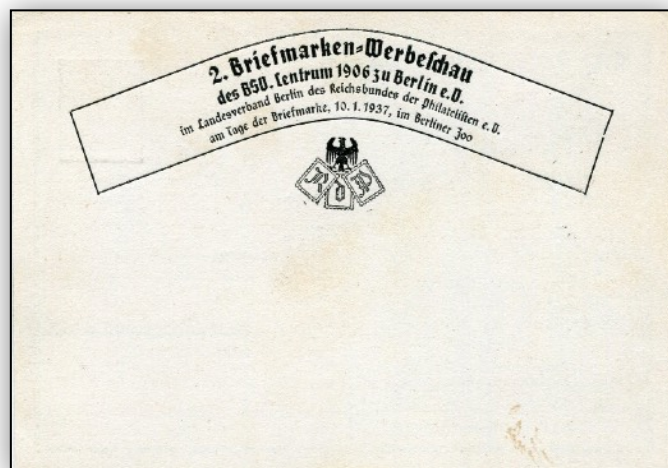 2. Briefmarken-Werbeschau
des BSV. Centrum 1906 zu Berlin e.V.
im Landesverband Berlin des Reichsbundes der Philatelisten e.V.
am Tage der Briefmarke, 10.1.1937, im Berliner Zoo
R d P